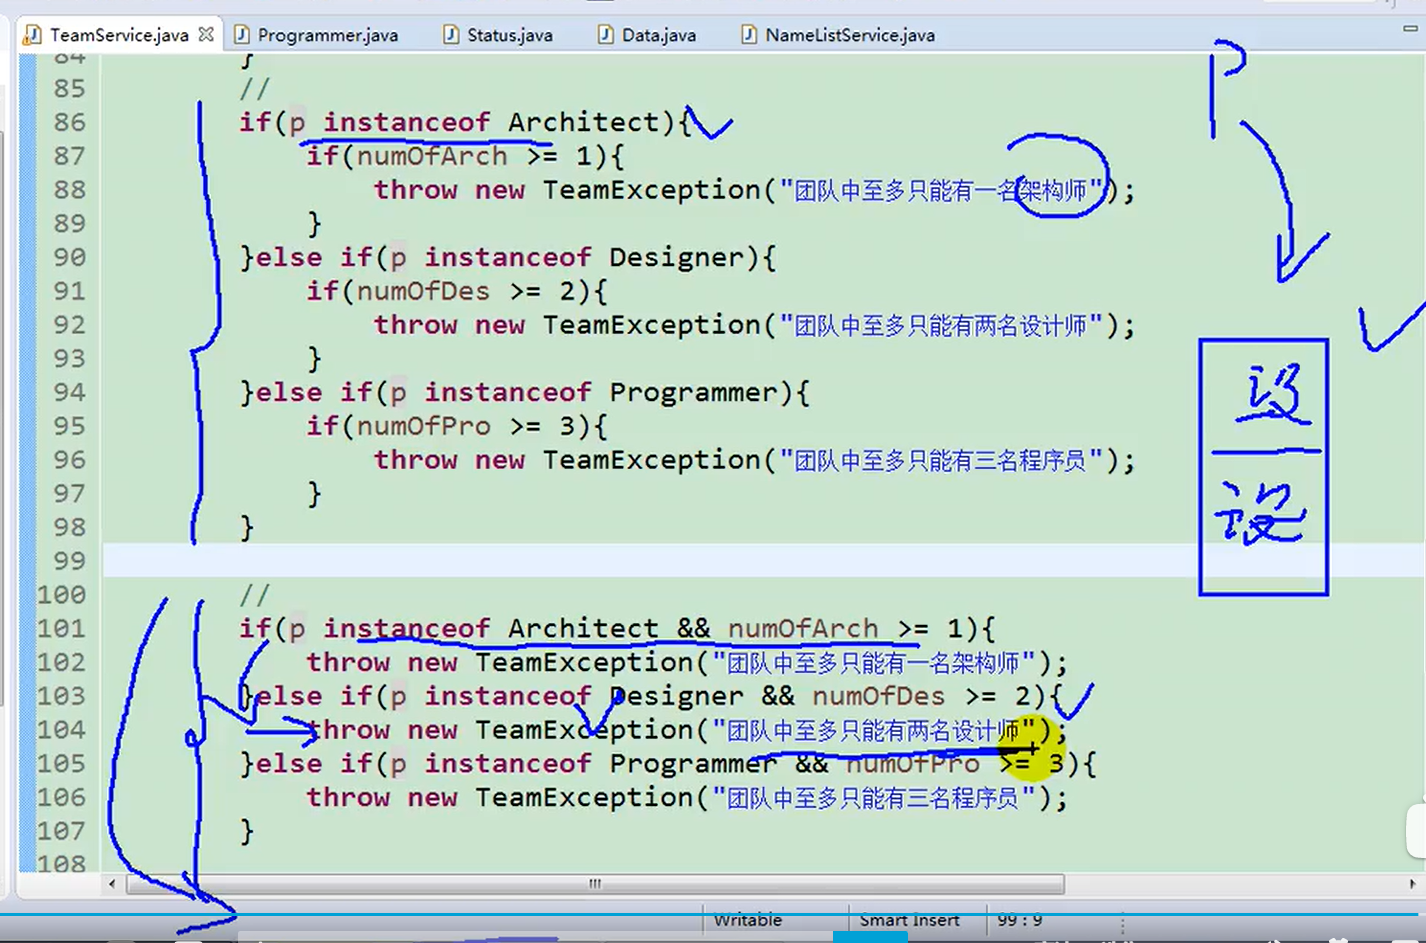 TeamService.java Programmer.java Status.java Data.java NameListService.java
84 }
85 //
86 if(p instanceof Architect){
87 if(numOfArch >= 1){
88 throw new TeamException("团队中至多只能有一名架构师");
89 }
90 }else if(p instanceof Designer){
91 if(numOfDes >= 2){
92 throw new TeamException("团队中至多只能有两名设计师");
93 }
94 }else if(p instanceof Programmer){
95 if(numOfPro >= 3){
96 throw new TeamException("团队中至多只能有三名程序员");
97 }
98 }
99
100 //
101 if(p instanceof Architect && numOfArch >= 1){
102 throw new TeamException("团队中至多只能有一名架构师");
103 }else if(p instanceof Designer && numOfDes >= 2){
104 throw new TeamException("团队中至多只能有两名设计师");
105 }else if(p instanceof Programmer && numOfPro >= 3){
106 throw new TeamException("团队中至多只能有三名程序员");
107 }
108
P
设
设
Writable Smart Insert 99 : 9